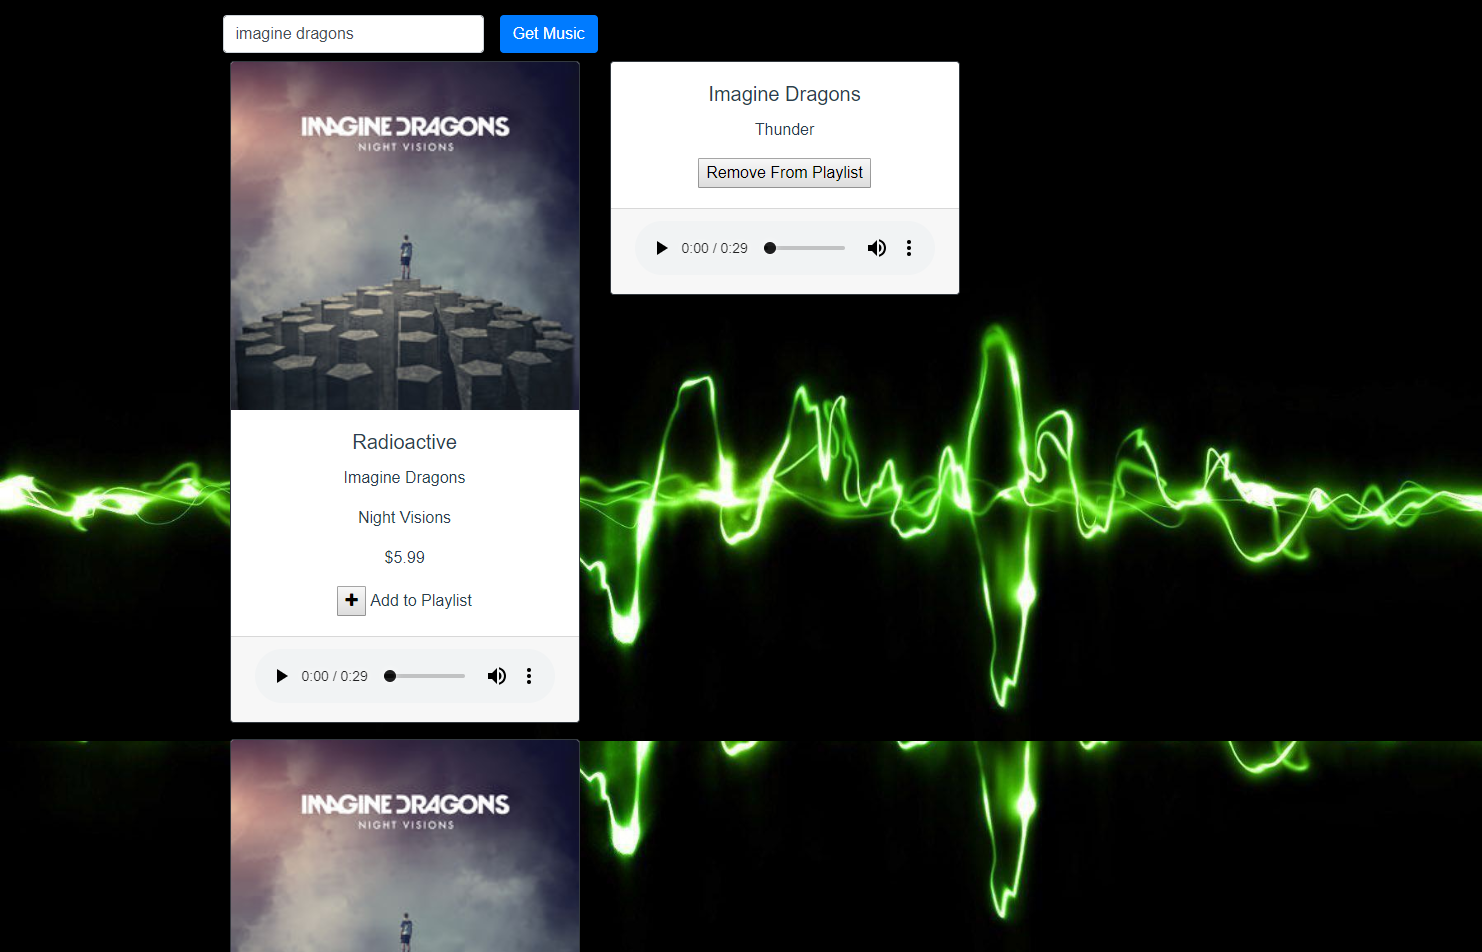 imagine dragons
Get Music
IMAGINE DRAGONS
NIGHT VISIONS
Radioactive
Imagine Dragons
Night Visions
$5.99
Add to Playlist
0:00 / 0:29
IMAGINE DRAGONS
NIGHT VISIONS
Imagine Dragons
Thunder
Remove From Playlist
0:00 / 0:29